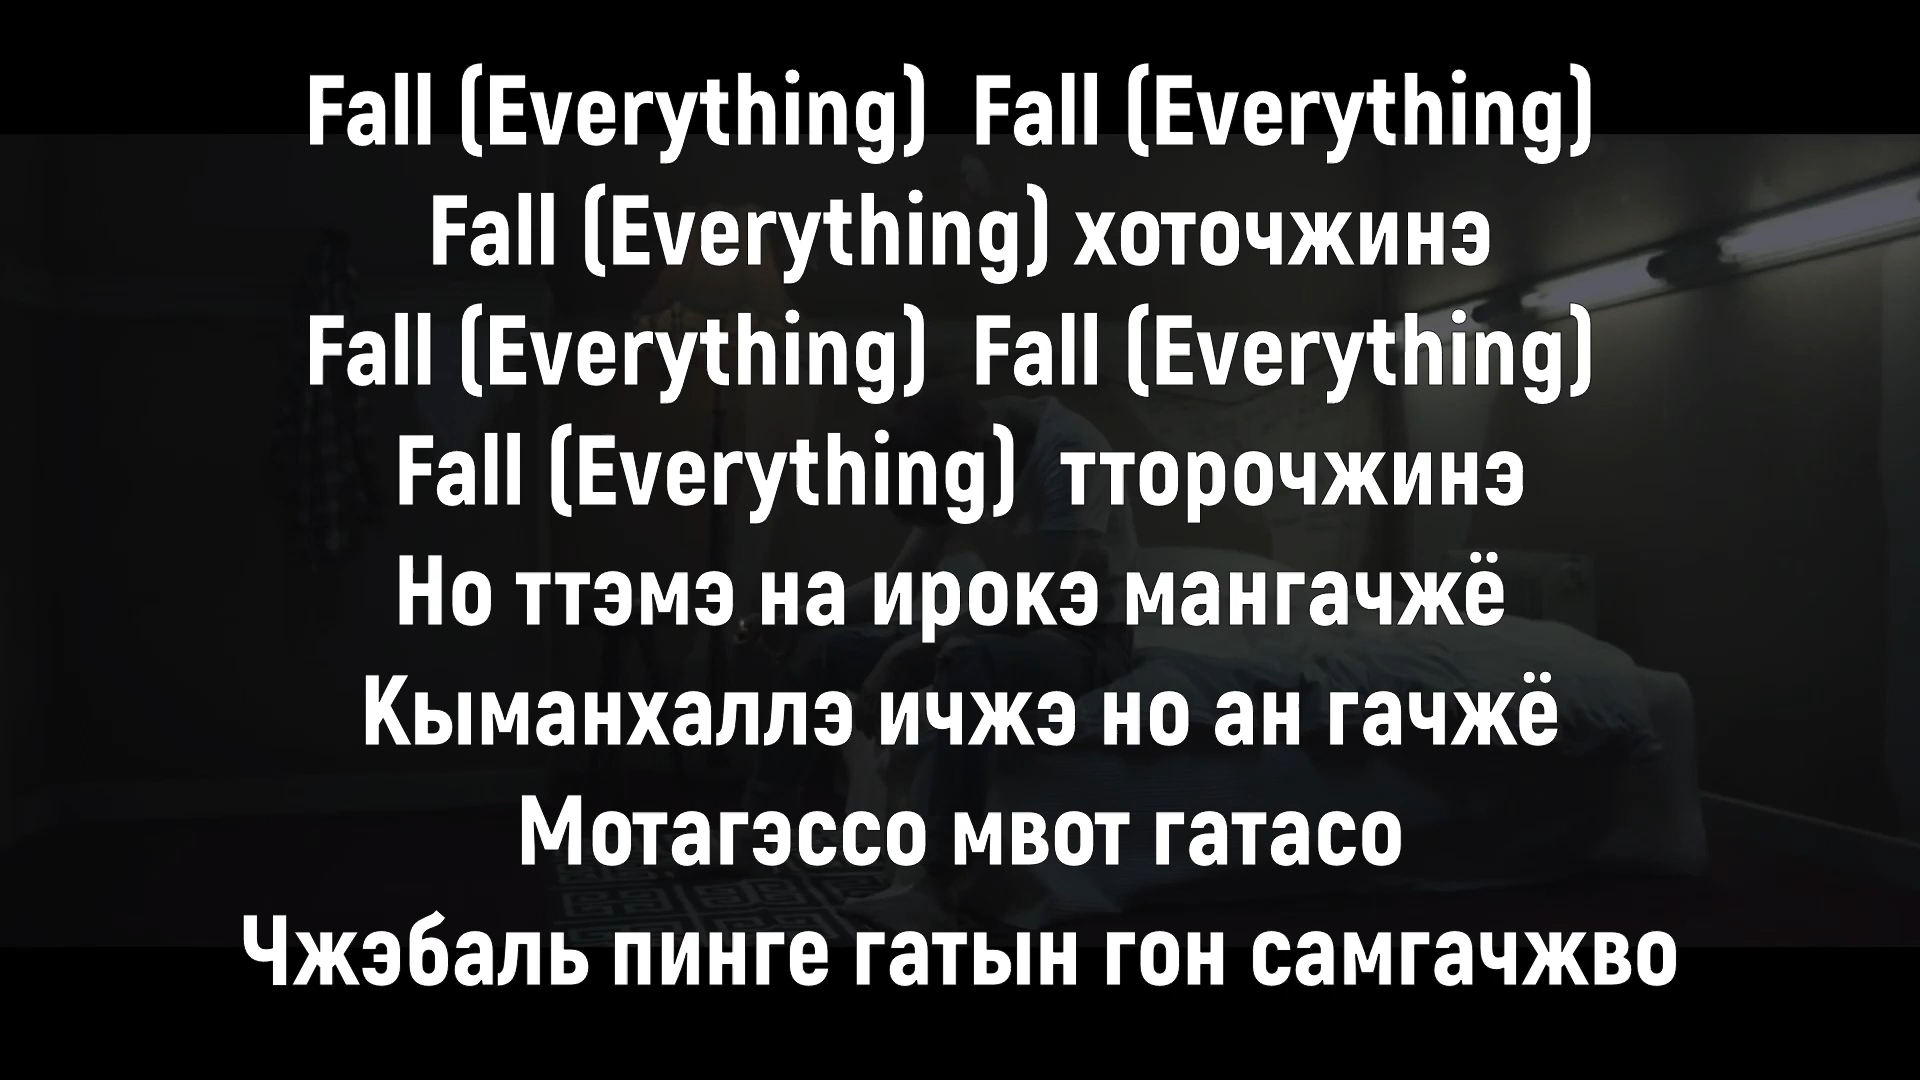 Fall (Everything) Fall (Everything)
Fall (Everything) хоточжинэ
Fall (Everything) Fall (Everything)
Fall (Everything) тторочжинэ
Но ттэмэ на ирокэ мангачжё
Кыманхаллэ ичжэ но ан гачжё
Мотагэссо мвот гатасо
Чжэбаль пинге гатын гон самгачжво